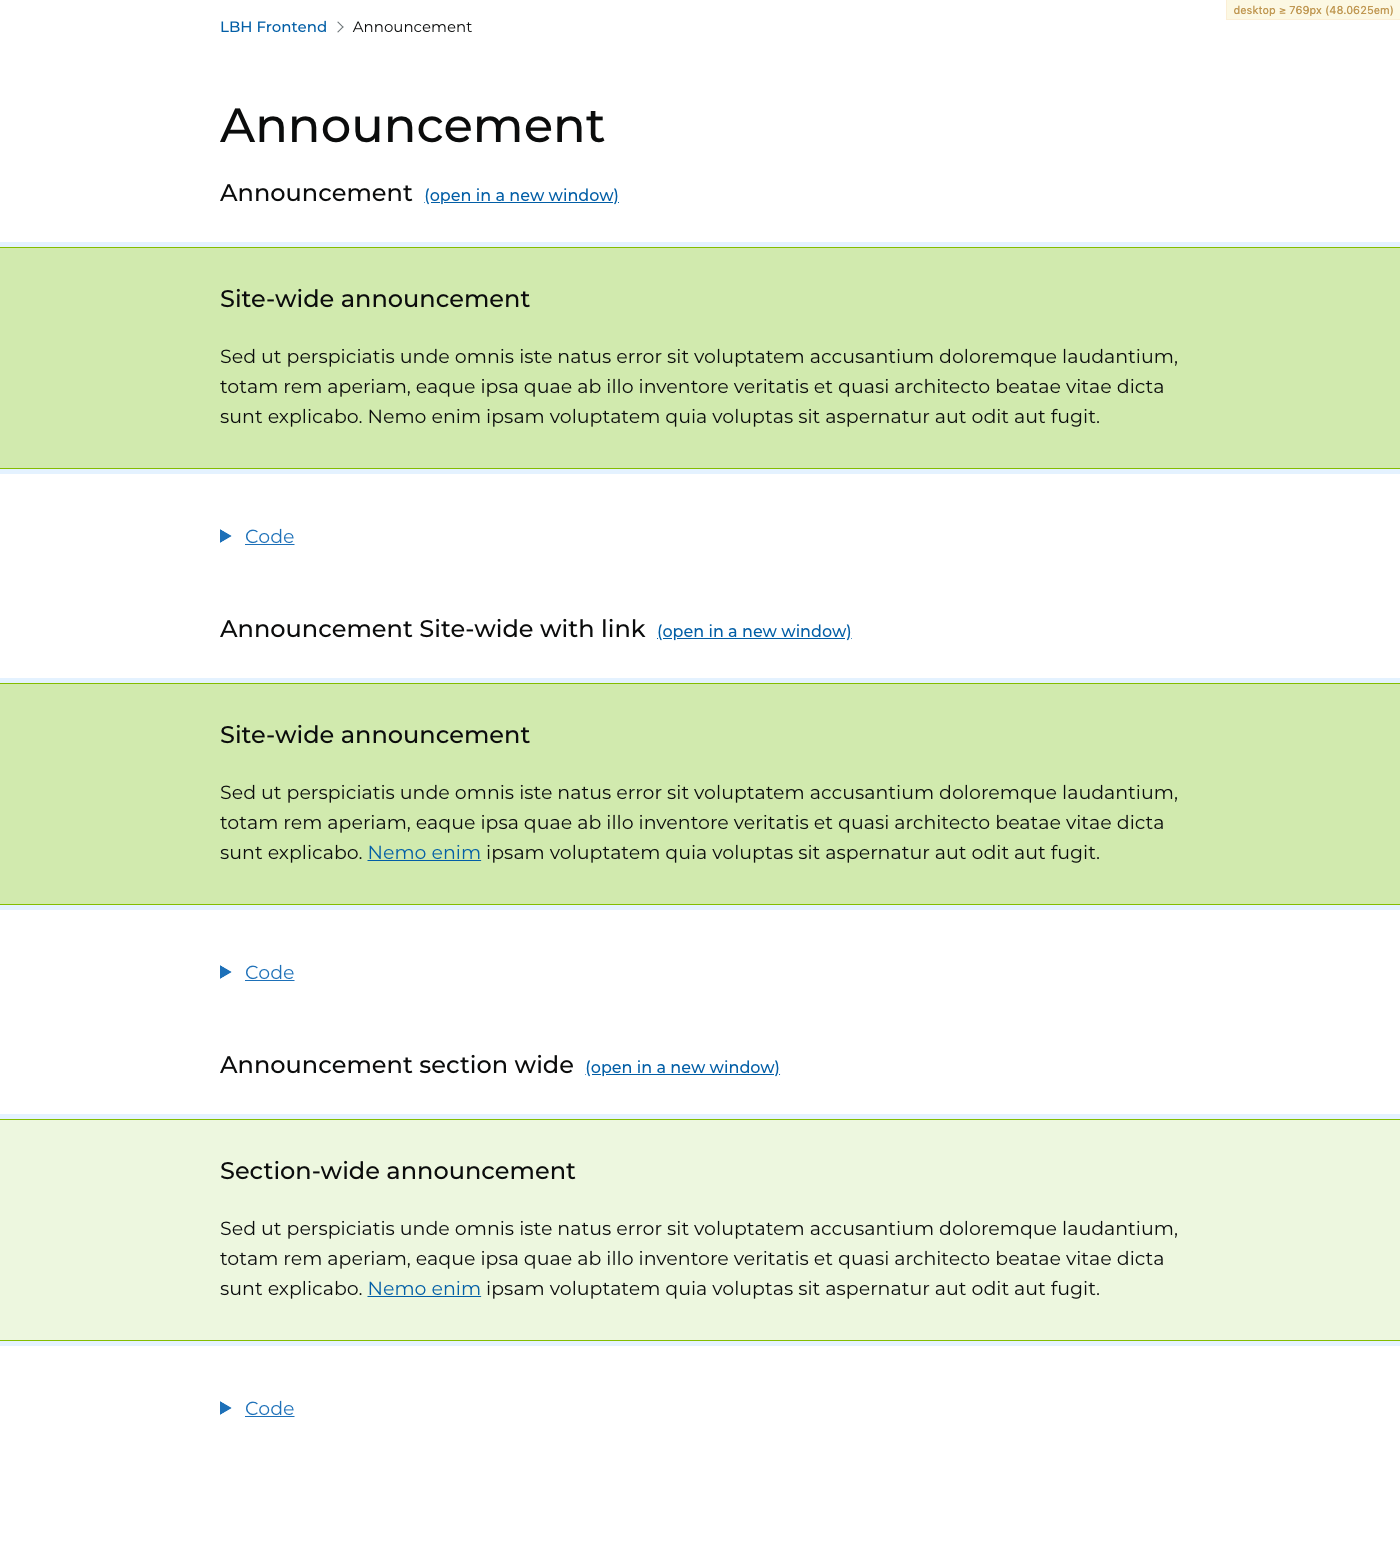 LBH Frontend > Announcement
desktop ≥ 769px (48.0625em)
Announcement
Announcement (open in a new window)
Site-wide announcement
Sed ut perspiciatis unde omnis iste natus error sit voluptatem accusantium doloremque laudantium,
totam rem aperiam, eaque ipsa quae ab illo inventore veritatis et quasi architecto beatae vitae dicta
sunt explicabo. Nemo enim ipsam voluptatem quia voluptas sit aspernatur aut odit aut fugit.
Code
Announcement Site-wide with link (open in a new window)
Site-wide announcement
Sed ut perspiciatis unde omnis iste natus error sit voluptatem accusantium doloremque laudantium,
totam rem aperiam, eaque ipsa quae ab illo inventore veritatis et quasi architecto beatae vitae dicta
sunt explicabo. Nemo enim ipsam voluptatem quia voluptas sit aspernatur aut odit aut fugit.
Code
Announcement section wide (open in a new window)
Section-wide announcement
Sed ut perspiciatis unde omnis iste natus error sit voluptatem accusantium doloremque laudantium,
totam rem aperiam, eaque ipsa quae ab illo inventore veritatis et quasi architecto beatae vitae dicta
sunt explicabo. Nemo enim ipsam voluptatem quia voluptas sit aspernatur aut odit aut fugit.
Code